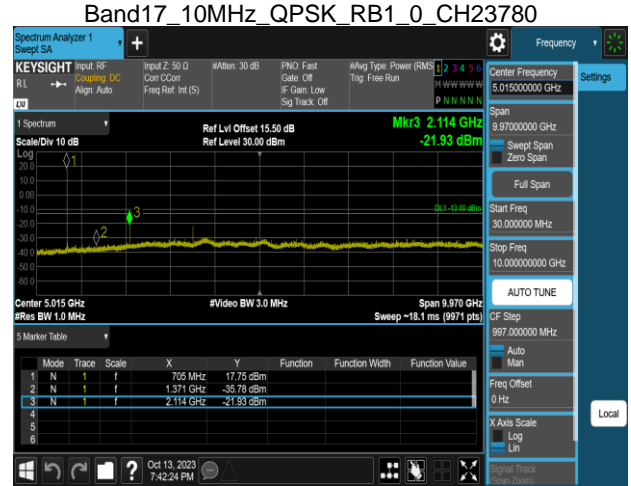 Band17_10MHz_QPSK_RB1_0_CH23780
Spectrum Analyzer 1
Swept SA
Frequency
KEYSIGHT
RL
LXI
Input: RF
Coupling: DC
Align: Auto
Input Z: 50 Ω
Corr CCorr
Freq Ref: Int (S)
#Atten: 30 dB
PNO: Fast
Gate: Off
IF Gain: Low
Sig Track: Off
#Avg Type: Power (RMS
Trig: Free Run
1 2 3 4 5 6
M W W W W W
P N N N N N
1 Spectrum
Scale/Div 10 dB
Ref Lvl Offset 15.50 dB
Ref Level 30.00 dBm
Mkr3 2.114 GHz
-21.93 dBm
Log
20.0
10.0
0.00
-10.0
-20.0
-30.0
-40.0
-50.0
-60.0
1
2
3
DL1 -13.00 dBm
Center 5.015 GHz
#Res BW 1.0 MHz
#Video BW 3.0 MHz
Span 9.970 GHz
Sweep ~18.1 ms (9971 pts)
5 Marker Table
Mode Trace Scale X Y Function Function Width Function Value
1 N 1 f 705 MHz 17.75 dBm
2 N 1 f 1.371 GHz -35.78 dBm
3 N 1 f 2.114 GHz -21.93 dBm
4
5
6
Center Frequency
5.015000000 GHz
Settings
Span
9.97000000 GHz
Swept Span
Zero Span
Full Span
Start Freq
30.000000 MHz
Stop Freq
10.000000000 GHz
AUTO TUNE
CF Step
997.000000 MHz
Auto
Man
Freq Offset
0 Hz
X Axis Scale
Log
Lin
Local
Signal Track
(Span Zoom)
Oct 13, 2023
7:42:24 PM